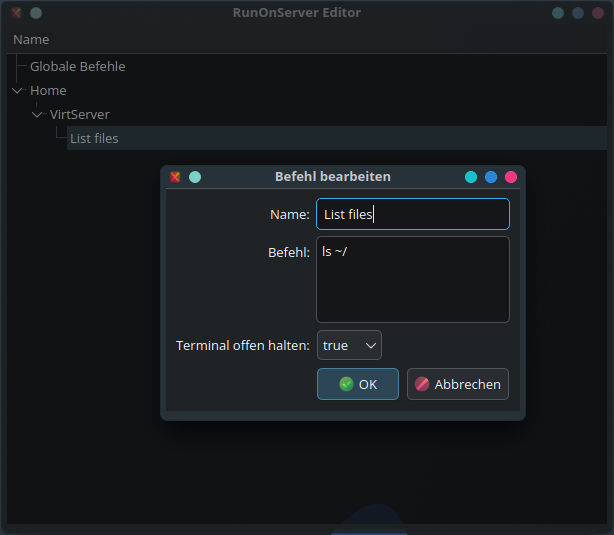 RunOnServer Editor
Name
Globale Befehle
Home
VirtServer
List files
Befehl bearbeiten
Name: List files
Befehl: ls ~/
Terminal offen halten: true
OK Abbrechen